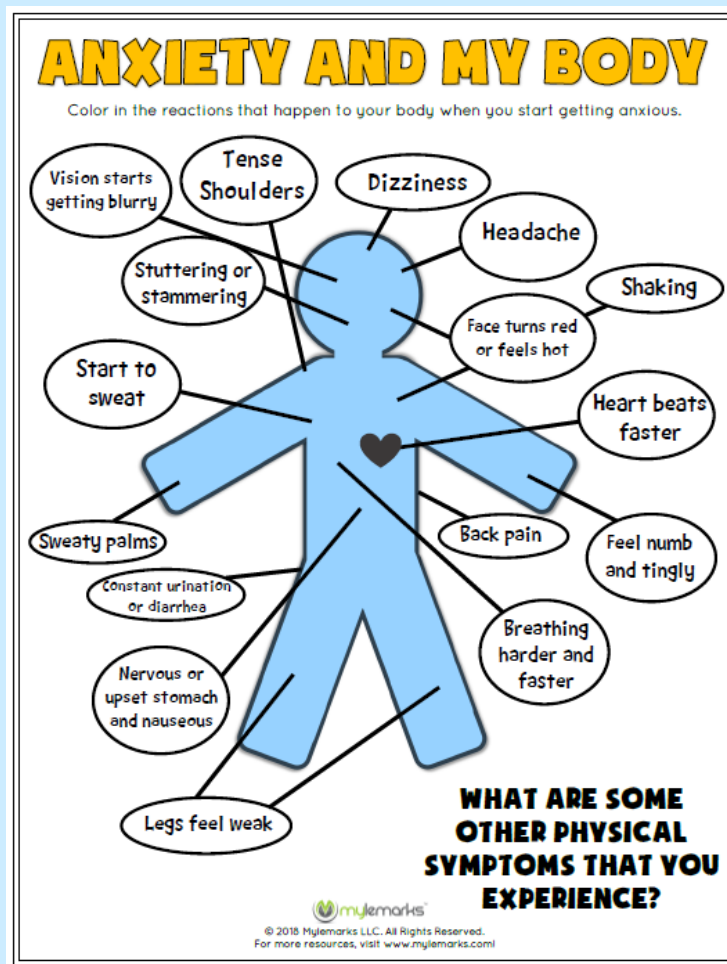 ANXIETY AND MY BODY
Color in the reactions that happen to your body when you start getting anxious.
Vision starts
getting blurry
Tense
Shoulders
Dizziness
Headache
Stuttering or
stammering
Shaking
Face turns red
or feels hot
Start to
sweat
Heart beats
faster
Sweaty palms
Back pain
Feel numb
and tingly
Constant urination
or diarrhea
Breathing
harder and
faster
Nervous or
upset stomach
and nauseous
Legs feel weak
WHAT ARE SOME
OTHER PHYSICAL
SYMPTOMS THAT YOU
EXPERIENCE?
mylemarks
© 2018 Mylemarks LLC. All Rights Reserved.
For more resources, visit www.mylemarks.com!